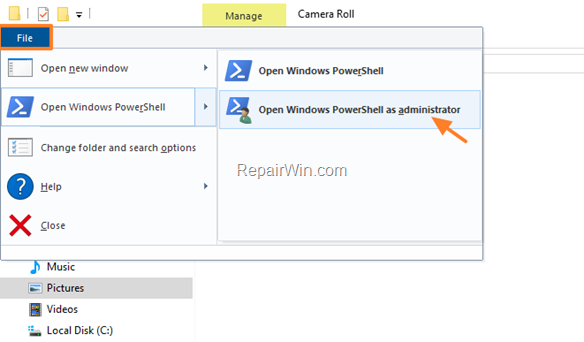 Manage
Camera Roll
File
Open new window
Open Windows PowerShell
Change folder and search options
Help
Close
Open Windows PowerShell
Open Windows PowerShell as administrator
RepairWin.com
Music
Pictures
Videos
Local Disk (C:)